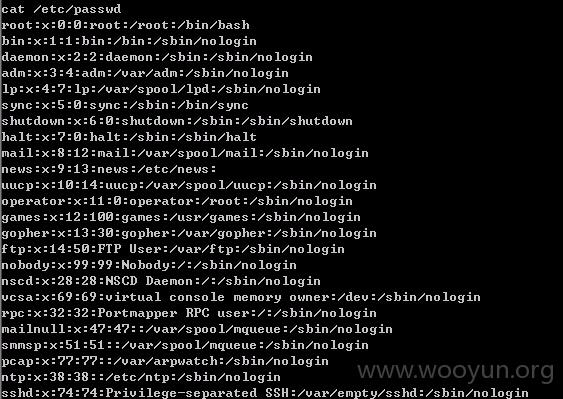 cat /etc/passwd
root:x:0:0:root:/root:/bin/bash
bin:x:1:1:bin:/bin:/sbin/nologin
daemon:x:2:2:daemon:/sbin:/sbin/nologin
adm:x:3:4:adm:/var/adm:/sbin/nologin
lp:x:4:7:lp:/var/spool/lpd:/sbin/nologin
sync:x:5:0:sync:/sbin:/bin/sync
shutdown:x:6:0:shutdown:/sbin:/sbin/shutdown
halt:x:7:0:halt:/sbin:/sbin/halt
mail:x:8:12:mail:/var/spool/mail:/sbin/nologin
news:x:9:13:news:/etc/news:
uucp:x:10:14:uucp:/var/spool/uucp:/sbin/nologin
operator:x:11:0:operator:/root:/sbin/nologin
games:x:12:100:games:/usr/games:/sbin/nologin
gopher:x:13:30:gopher:/var/gopher:/sbin/nologin
ftp:x:14:50:FTP User:/var/ftp:/sbin/nologin
nobody:x:99:99:Nobody:/:/sbin/nologin
nscd:x:28:28:NSCD Daemon:/:/sbin/nologin
vcsa:x:69:69:virtual console memory owner:/dev:/sbin/nologin
rpc:x:32:32:Portmapper RPC user:/:/sbin/nologin
mailnull:x:47:47::/var/spool/mqueue:/sbin/nologin
smmsp:x:51:51::/var/spool/mqueue:/sbin/nologin
pcap:x:77:77::/var/arpwatch:/sbin/nologin
ntp:x:38:38::/etc/ntp:/sbin/nologin
sshd:x:74:74:Privilege-separated SSH:/var/empty/sshd:/sbin/nologin
www.wooyun.org